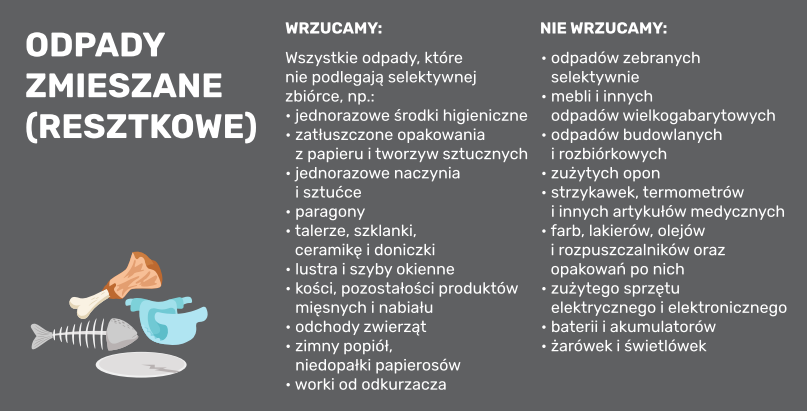 ODPADY
ZMIESZANE
(RESZTKOWE)
WRZUCAMY:
Wszystkie odpady, które
nie podlegają selektywnej
zbiórce, np.:
• jednorazowe środki higieniczne
• zatłuszczone opakowania
z papieru i tworzyw sztucznych
• jednorazowe naczynia
i sztućce
• paragony
• talerze, szklanki,
ceramikę i doniczki
• lustra i szyby okienne
• kości, pozostałości produktów
mięsnych i nabiału
• odchody zwierząt
• zimny popiół,
niedopałki papierosów
• worki od odkurzacza
NIE WRZUCAMY:
• odpadów zebranych
selektywnie
• mebli i innych
odpadów wielkogabarytowych
• odpadów budowlanych
i rozbiórkowych
• zużytych opon
• strzykawek, termometrów
i innych artykułów medycznych
• farb, lakierów, olejów
i rozpuszczalników oraz
opakowań po nich
• zużytego sprzętu
elektrycznego i elektronicznego
• baterii i akumulatorów
• żarówek i świetlówek